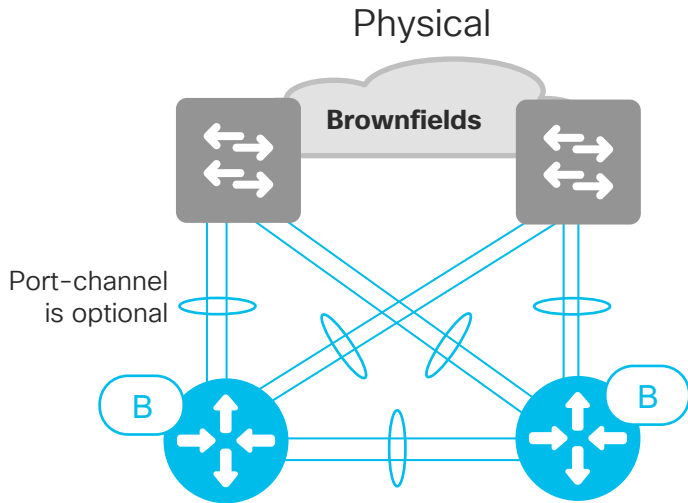 Physical
Brownfields
Port-channel
is optional
B
B